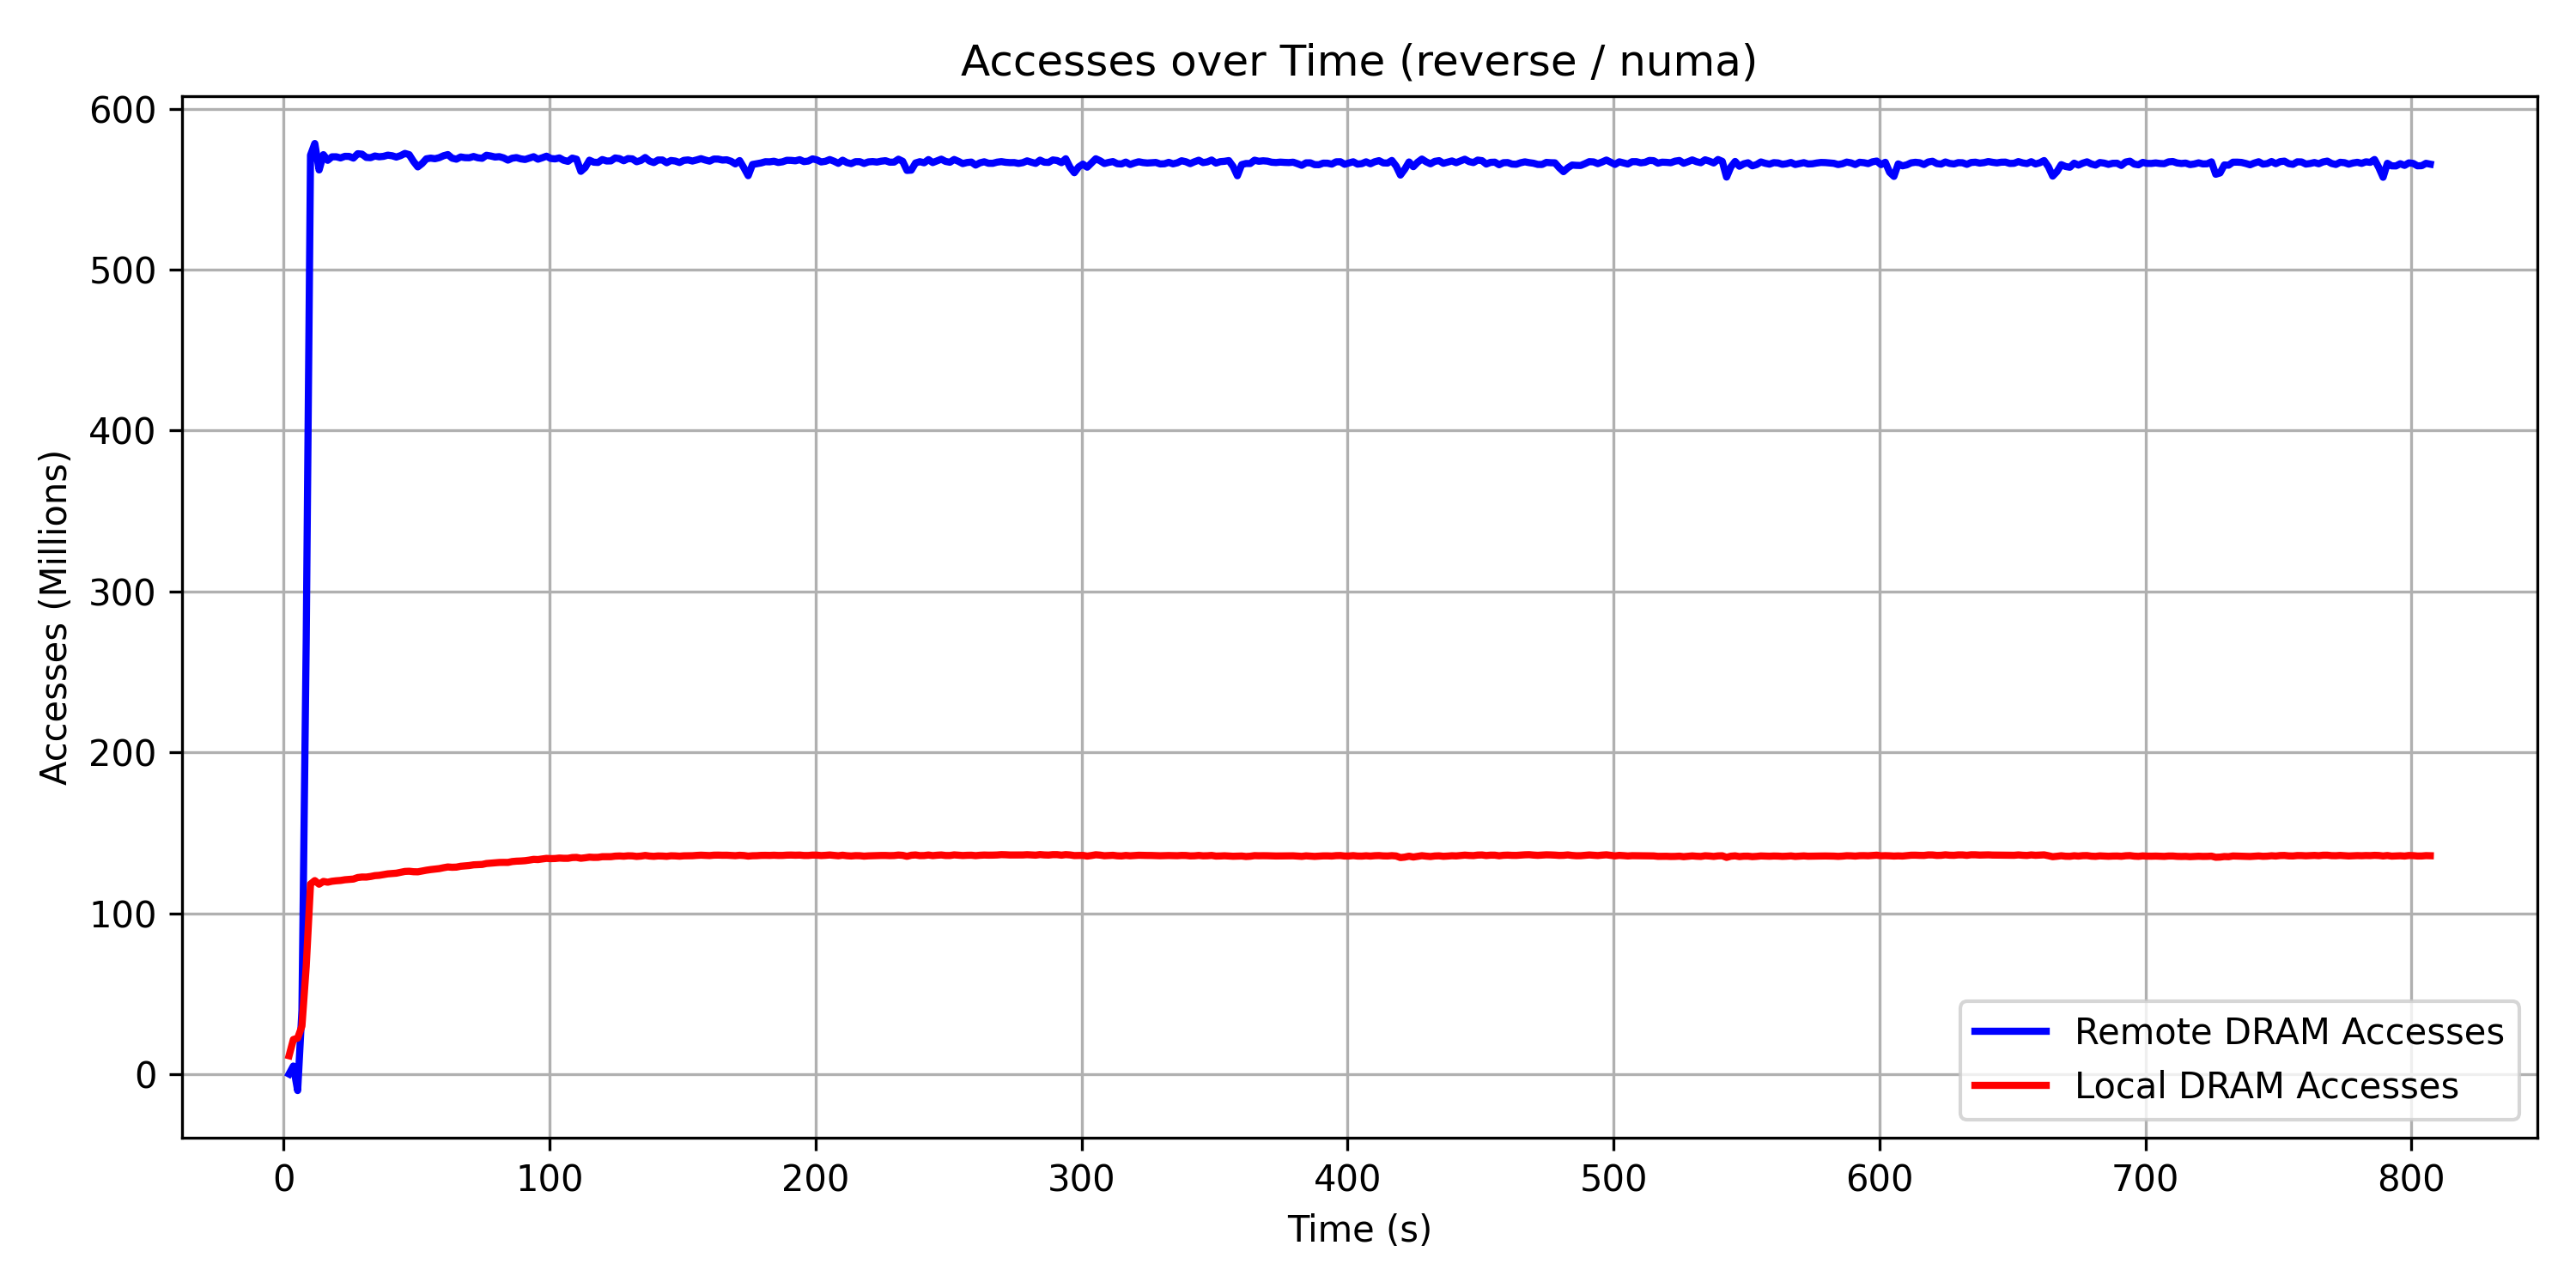 Accesses over Time (reverse / numa)
Accesses (Millions)
600
500
400
300
200
100
0
0 100 200 300 400 500 600 700 800
Time (s)
Remote DRAM Accesses
Local DRAM Accesses